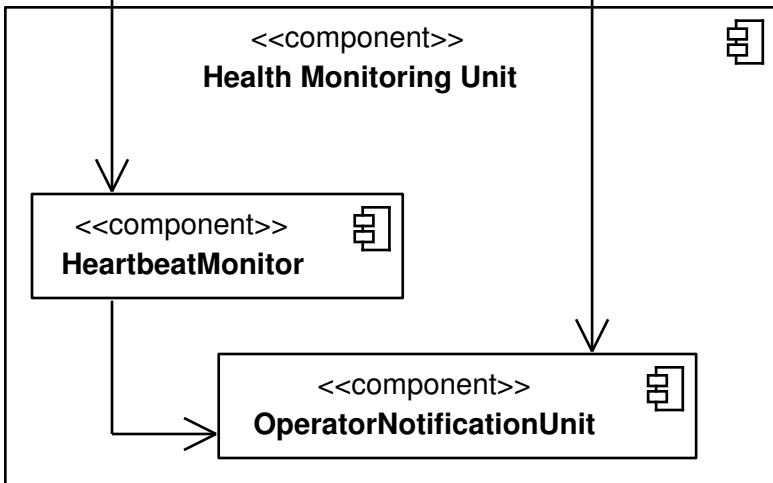 <<component>>
Health Monitoring Unit
<<component>>
HeartbeatMonitor
<<component>>
OperatorNotificationUnit